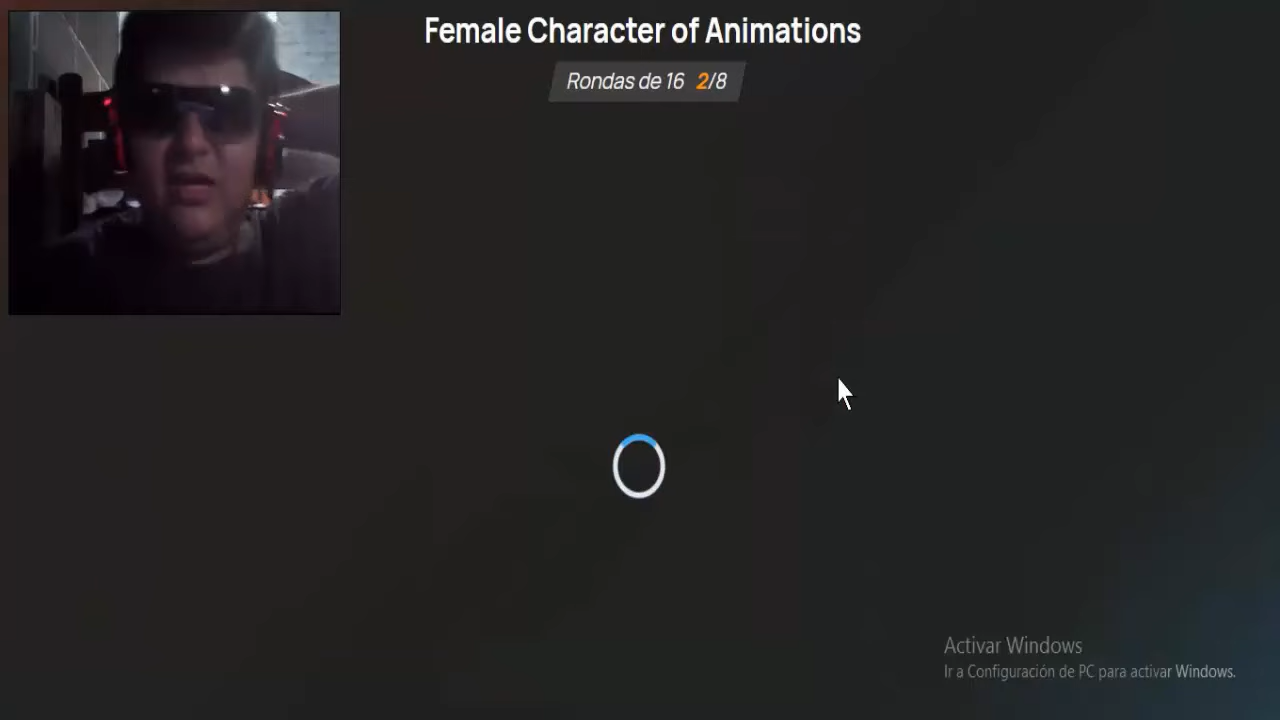 Female Character of Animations
Rondas de 16 2/8
Activar Windows
Ir a Configuración de PC para activar Windows.